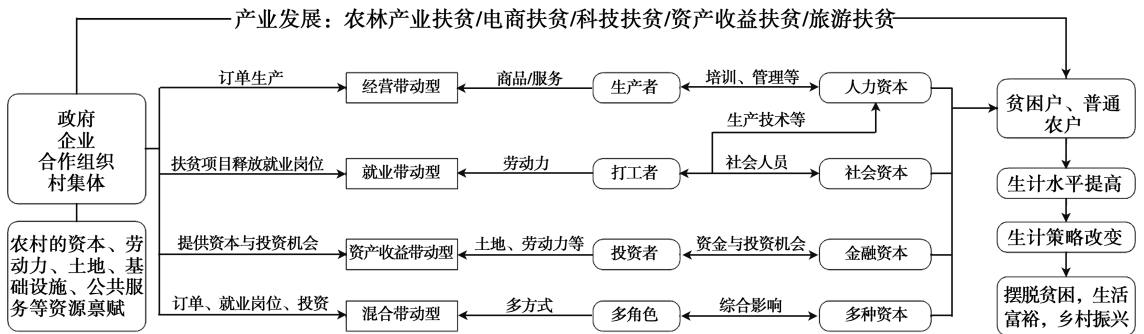 产业发展：农林产业扶贫/电商扶贫/科技扶贫/资产收益扶贫/旅游扶贫
政府
企业
合作组织
村集体
农村的资本、劳
动力、土地、基
础设施、公共服
务等资源禀赋
订单生产
经营带动型
商品/服务
生产者
培训、管理等
人力资本
生产技术等
扶贫项目释放就业岗位
就业带动型
劳动力
打工者
社会人员
社会资本
提供资本与投资机会
资产收益带动型
土地、劳动力等
投资者
资金与投资机会
金融资本
订单、就业岗位、投资
混合带动型
多方式
多角色
综合影响
多种资本
贫困户、普通
农户
生计水平提高
生计策略改变
摆脱贫困，生活
富裕，乡村振兴